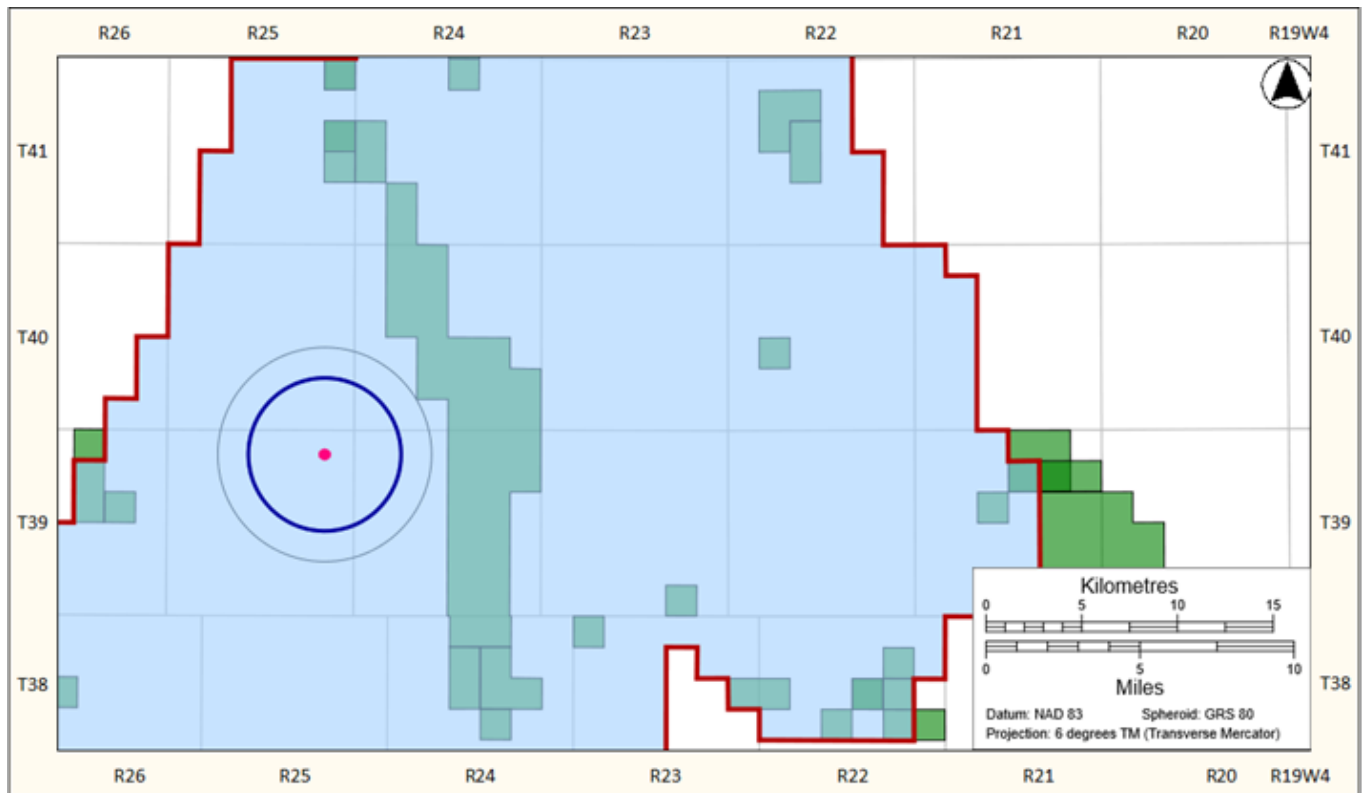 R26 R25 R24 R23 R22 R21 R20 R19W4
T41 T41
T40 T40
T39 T39
Kilometres
0 5 10 15
0 5 10
Miles
T38 T38
Datum: NAD 83 Spheroid: GRS 80
Projection: 6 degrees TM (Transverse Mercator)
R26 R25 R24 R23 R22 R21 R20 R19W4